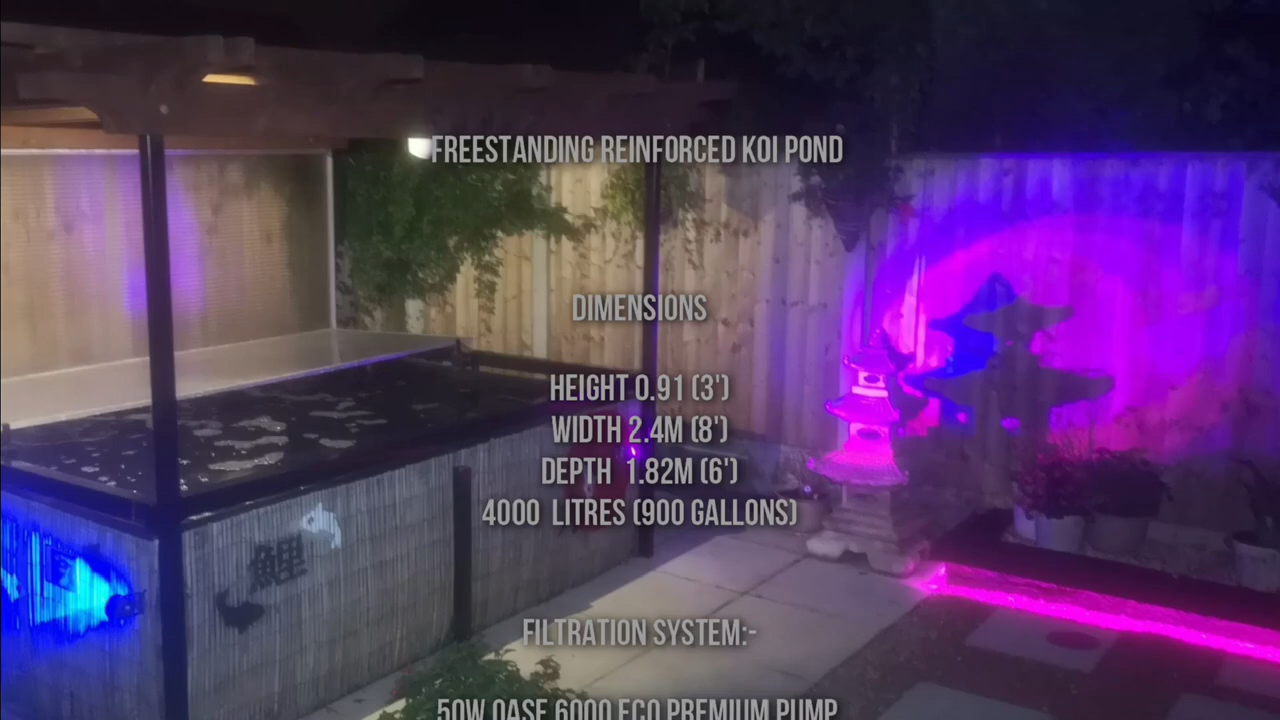 FREESTANDING REINFORCED KOI POND
DIMENSIONS
HEIGHT 0.91 (3')
WIDTH 2.4M (8')
DEPTH 1.82M (6')
4000 LITRES (900 GALLONS)
鯉
FILTRATION SYSTEM:-
50W OASE 6000 ECO PREMIUM PUMP